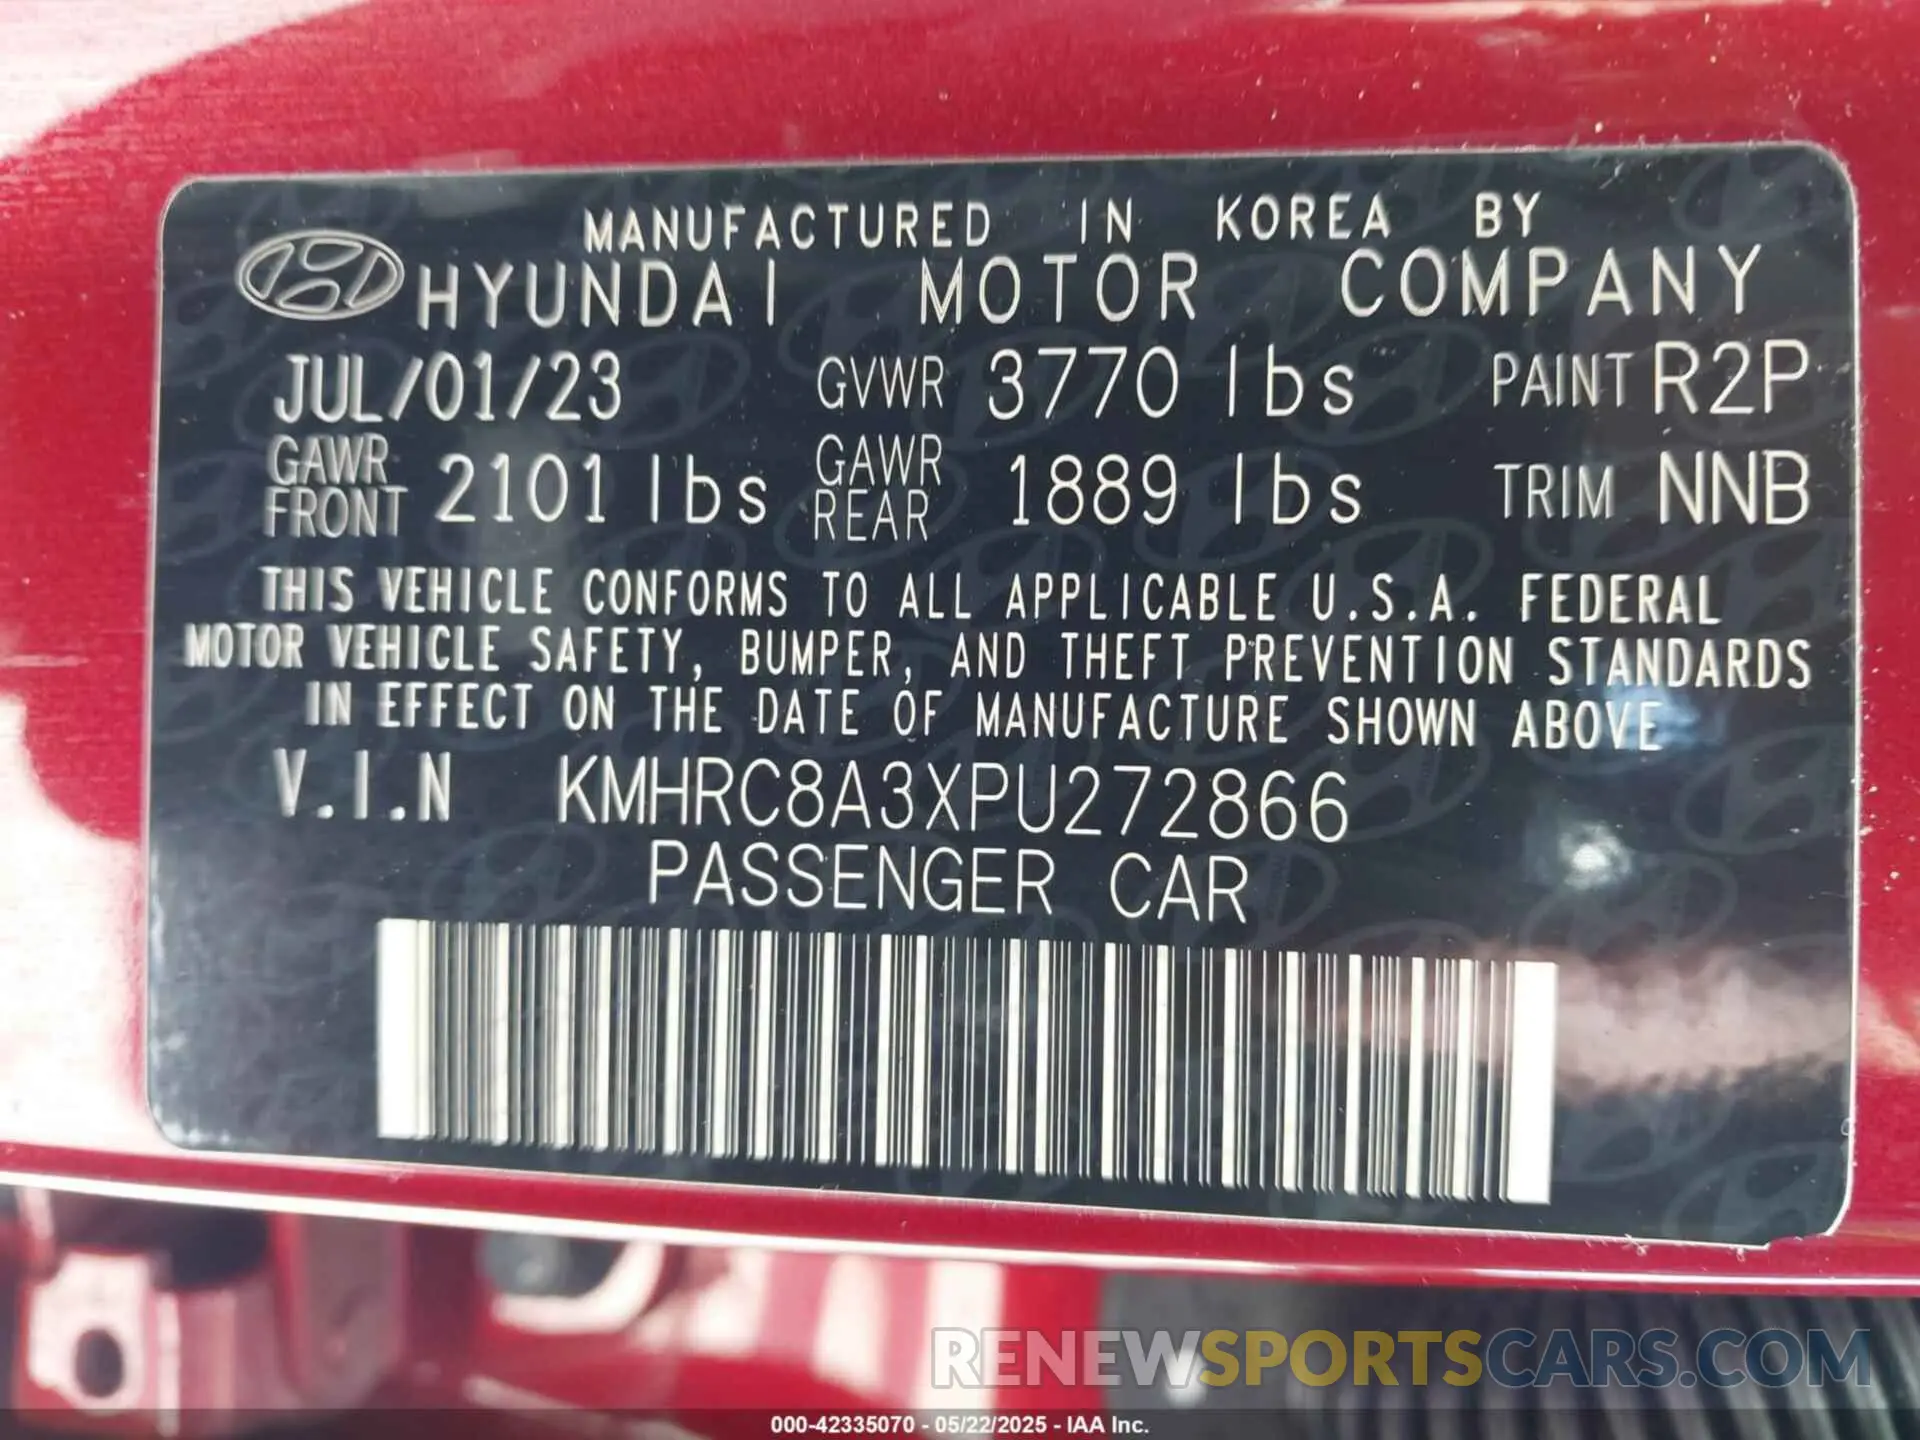 MANUFACTURED IN KOREA BY
HYUNDAI MOTOR COMPANY
JUL/01/23 GVWR 3770 lbs PAINT R2P
GAWR FRONT 2101 lbs GAWR REAR 1889 lbs TRIM NNB
THIS VEHICLE CONFORMS TO ALL APPLICABLE U.S.A. FEDERAL
MOTOR VEHICLE SAFETY, BUMPER, AND THEFT PREVENTION STANDARDS
IN EFFECT ON THE DATE OF MANUFACTURE SHOWN ABOVE
V.I.N KMHRC8A3XPU272866
PASSENGER CAR
RENEWSPORTSCARS.COM
000-42335070 - 05/22/2025 - IAA Inc.